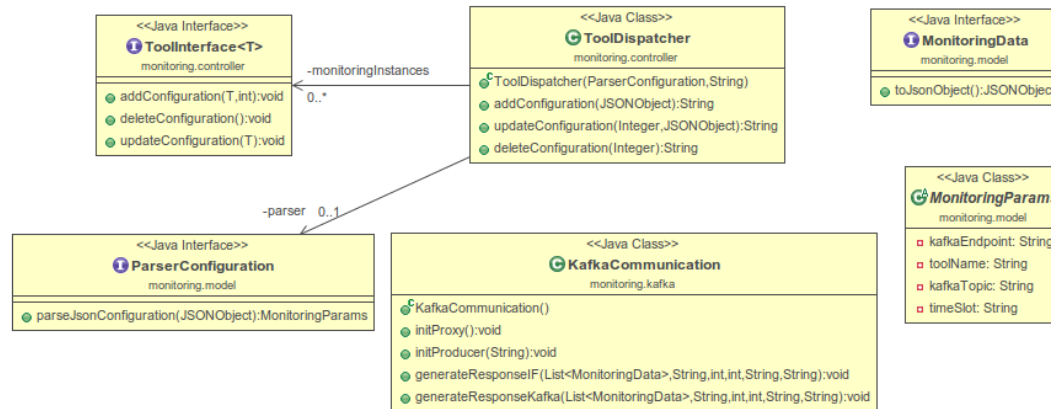 <<Java Interface>>
ToolInterface<T>
monitoring.controller
addConfiguration(T,int):void
deleteConfiguration():void
updateConfiguration(T):void
-monitoringInstances
0..*
<<Java Class>>
ToolDispatcher
monitoring.controller
ToolDispatcher(ParserConfiguration,String)
addConfiguration(JSONObject):String
updateConfiguration(Integer,JSONObject):String
deleteConfiguration(Integer):String
<<Java Interface>>
MonitoringData
monitoring.model
toJsonObject():JSONObjec
-parser 0..1
<<Java Interface>>
ParserConfiguration
monitoring.model
parseJsonConfiguration(JSONObject):MonitoringParams
<<Java Class>>
KafkaCommunication
monitoring.kafka
KafkaCommunication()
initProxy():void
initProducer(String):void
generateResponseIF(List<MonitoringData>,String,int,int,String,String):void
generateResponseKafka(List<MonitoringData>,String,int,int,String,String):void
<<Java Class>>
MonitoringParam
monitoring.model
kafkaEndpoint: String
toolName: String
kafkaTopic: String
timeSlot: String